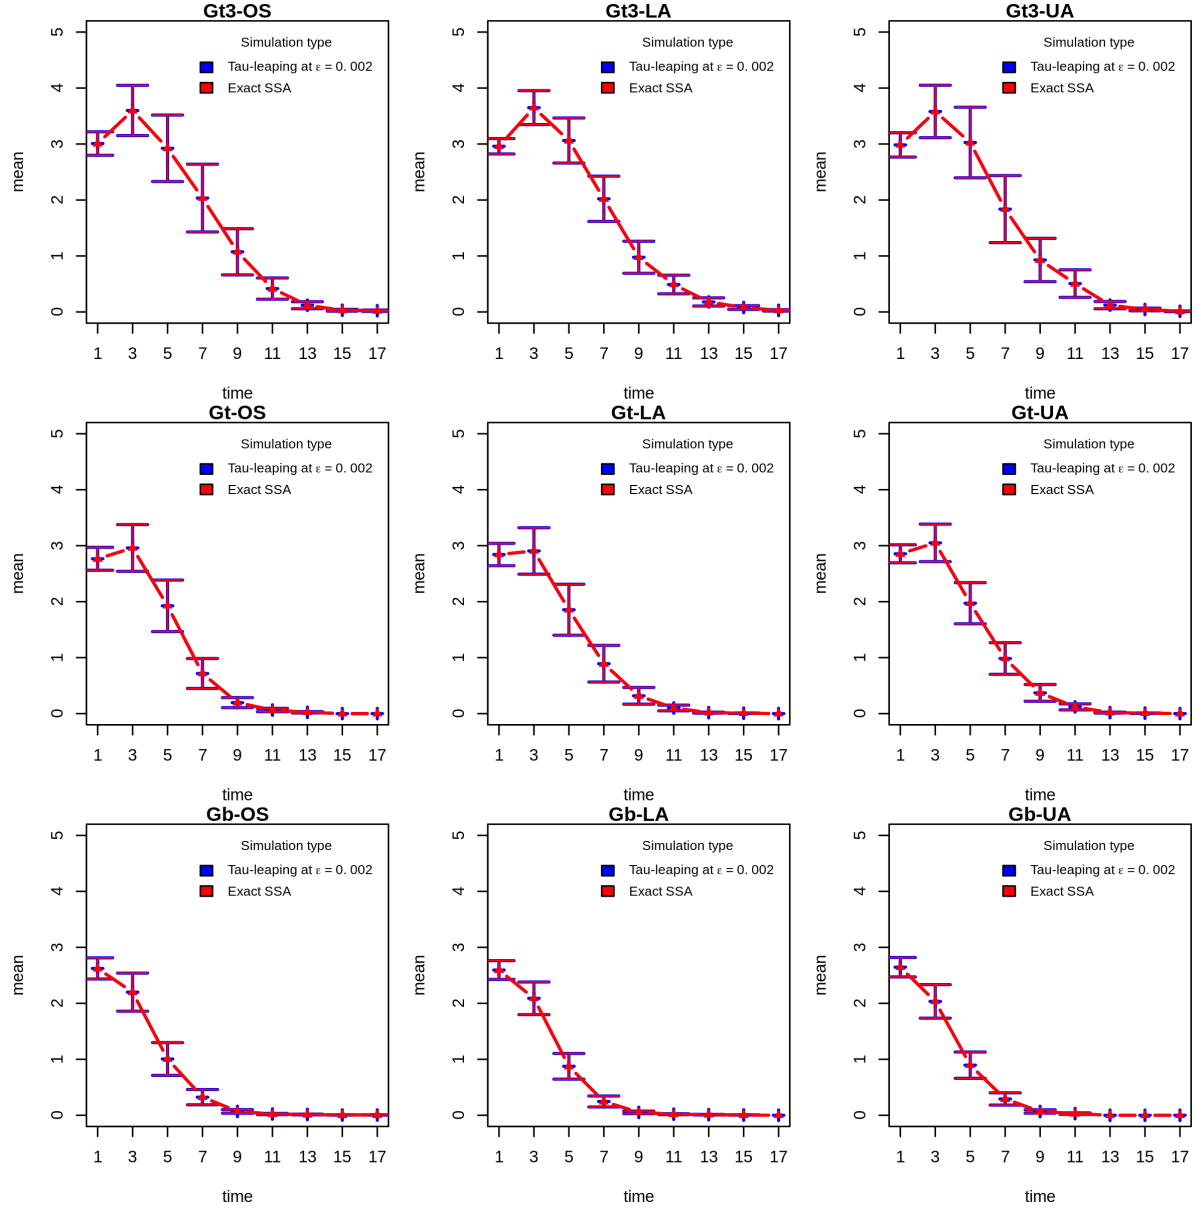 Gt3-OS
5
4
3
2
1
0
mean
Simulation type
Tau-leaping at ε = 0. 002
Exact SSA
1 3 5 7 9 11 13 15 17
time
Gt3-LA
5
4
3
2
1
0
mean
Simulation type
Tau-leaping at ε = 0. 002
Exact SSA
1 3 5 7 9 11 13 15 17
time
Gt3-UA
5
4
3
2
1
0
mean
Simulation type
Tau-leaping at ε = 0. 002
Exact SSA
1 3 5 7 9 11 13 15 17
time
Gt-OS
5
4
3
2
1
0
mean
Simulation type
Tau-leaping at ε = 0. 002
Exact SSA
1 3 5 7 9 11 13 15 17
time
Gt-LA
5
4
3
2
1
0
mean
Simulation type
Tau-leaping at ε = 0. 002
Exact SSA
1 3 5 7 9 11 13 15 17
time
Gt-UA
5
4
3
2
1
0
mean
Simulation type
Tau-leaping at ε = 0. 002
Exact SSA
1 3 5 7 9 11 13 15 17
time
Gb-OS
5
4
3
2
1
0
mean
Simulation type
Tau-leaping at ε = 0. 002
Exact SSA
1 3 5 7 9 11 13 15 17
time
Gb-LA
5
4
3
2
1
0
mean
Simulation type
Tau-leaping at ε = 0. 002
Exact SSA
1 3 5 7 9 11 13 15 17
time
Gb-UA
5
4
3
2
1
0
mean
Simulation type
Tau-leaping at ε = 0. 002
Exact SSA
1 3 5 7 9 11 13 15 17
time